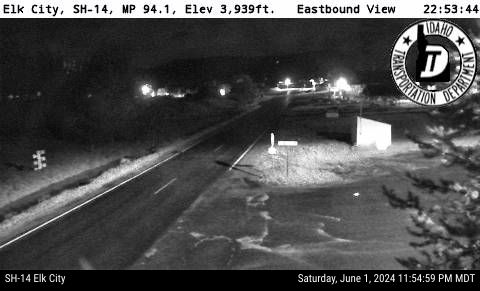 Elk City, SH-14, MP 94.1, Elev 3,939ft.   Eastbound View    22:53:44
IDAHO
TRANSPORTATION DEPARTMENT
SH-14 Elk City
Saturday, June 1, 2024 11:54:59 PM MDT